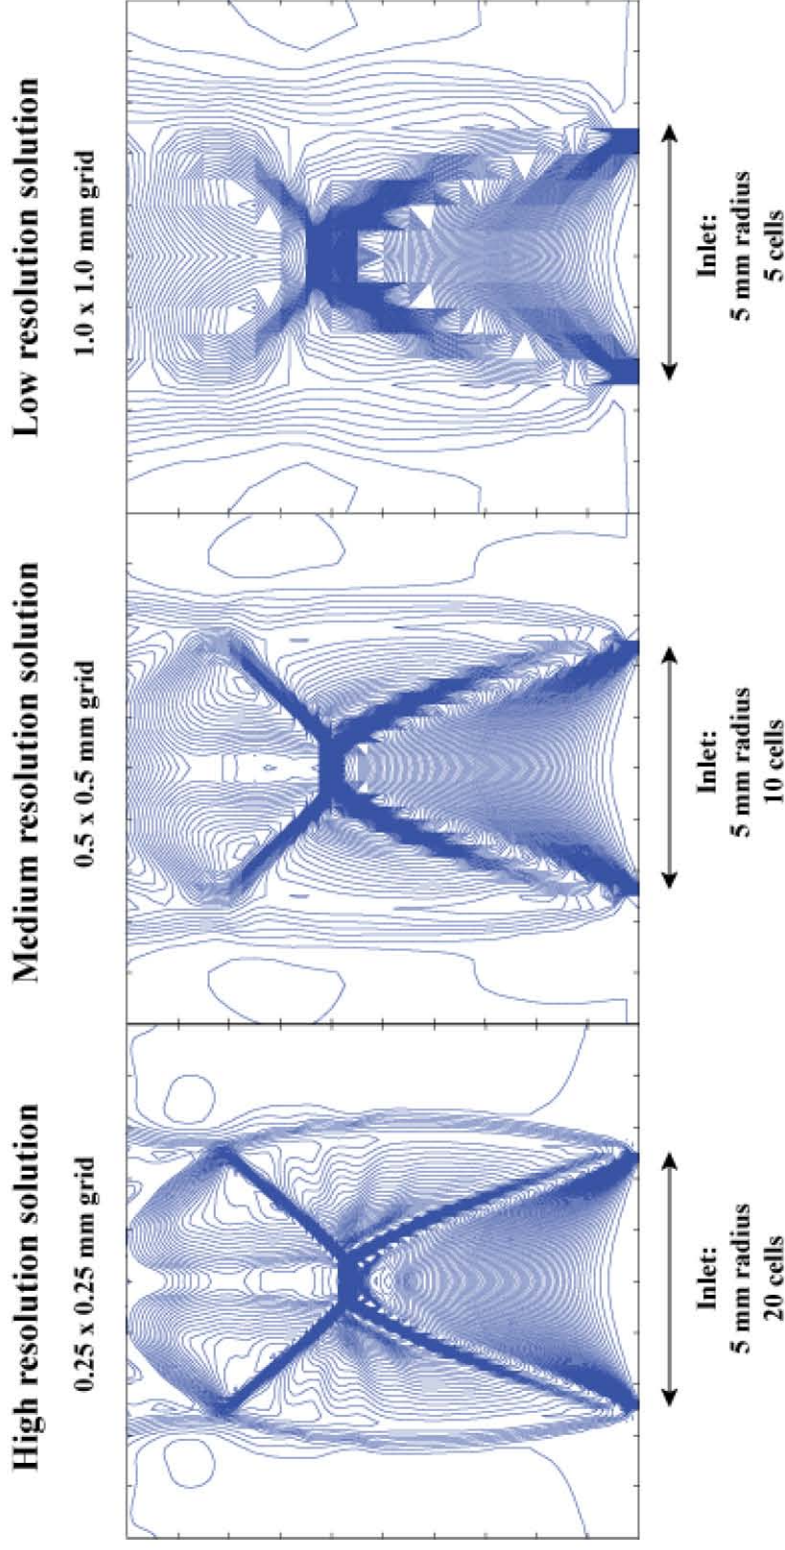 High resolution solution
0.25 x 0.25 mm grid
Inlet:
5 mm radius
20 cells
Medium resolution solution
0.5 x 0.5 mm grid
Inlet:
5 mm radius
10 cells
Low resolution solution
1.0 x 1.0 mm grid
Inlet:
5 mm radius
5 cells